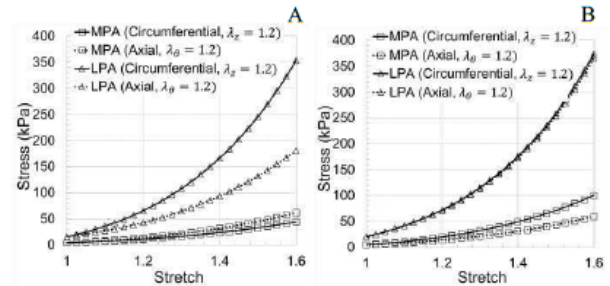 A
MPA (Circumferential, λz = 1.2)
MPA (Axial, λθ = 1.2)
LPA (Circumferential, λz = 1.2)
LPA (Axial, λθ = 1.2)
400
350
300
250
200
150
100
50
0
Stress (kPa)
1 1.2 1.4 1.6
Stretch
B
MPA (Circumferential, λz = 1.2)
MPA (Axial, λθ = 1.2)
LPA (Circumferential, λz = 1.2)
LPA (Axial, λθ = 1.2)
400
350
300
250
200
150
100
50
0
Stress (kPa)
1 1.2 1.4 1.6
Stretch